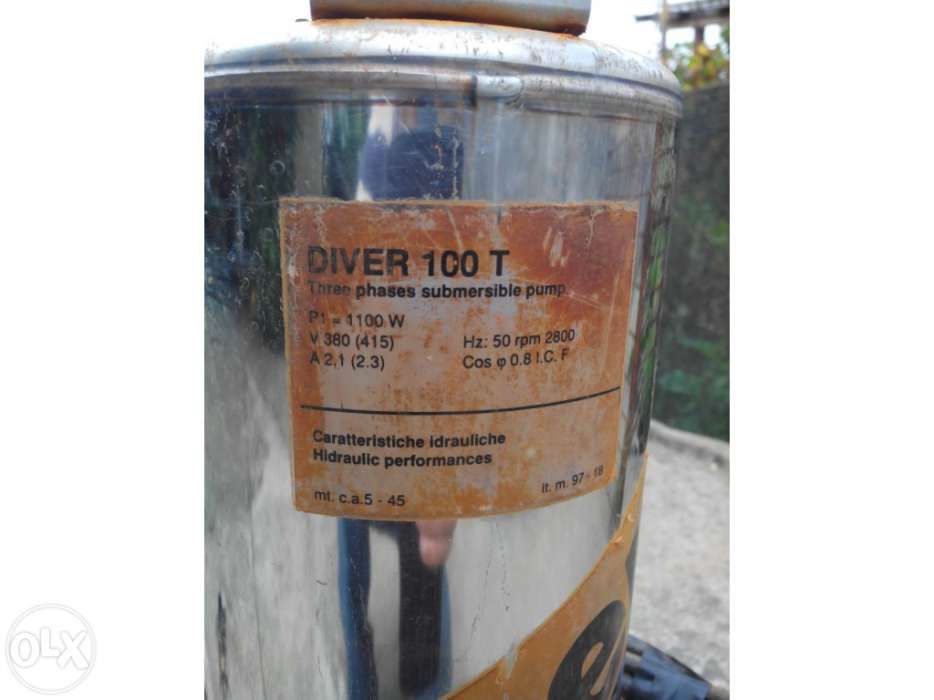 DIVER 100 T
Three phases submersible pump
P1 = 1100 W
V 380 (415)
Hz: 50 rpm 2800
A 2,1 (2.3)
Cos φ 0.8 I.C. F
Caratteristiche idrauliche
Hidraulic performances
mt. c.a.5 - 45
lt. m. 97 - 18
OLX